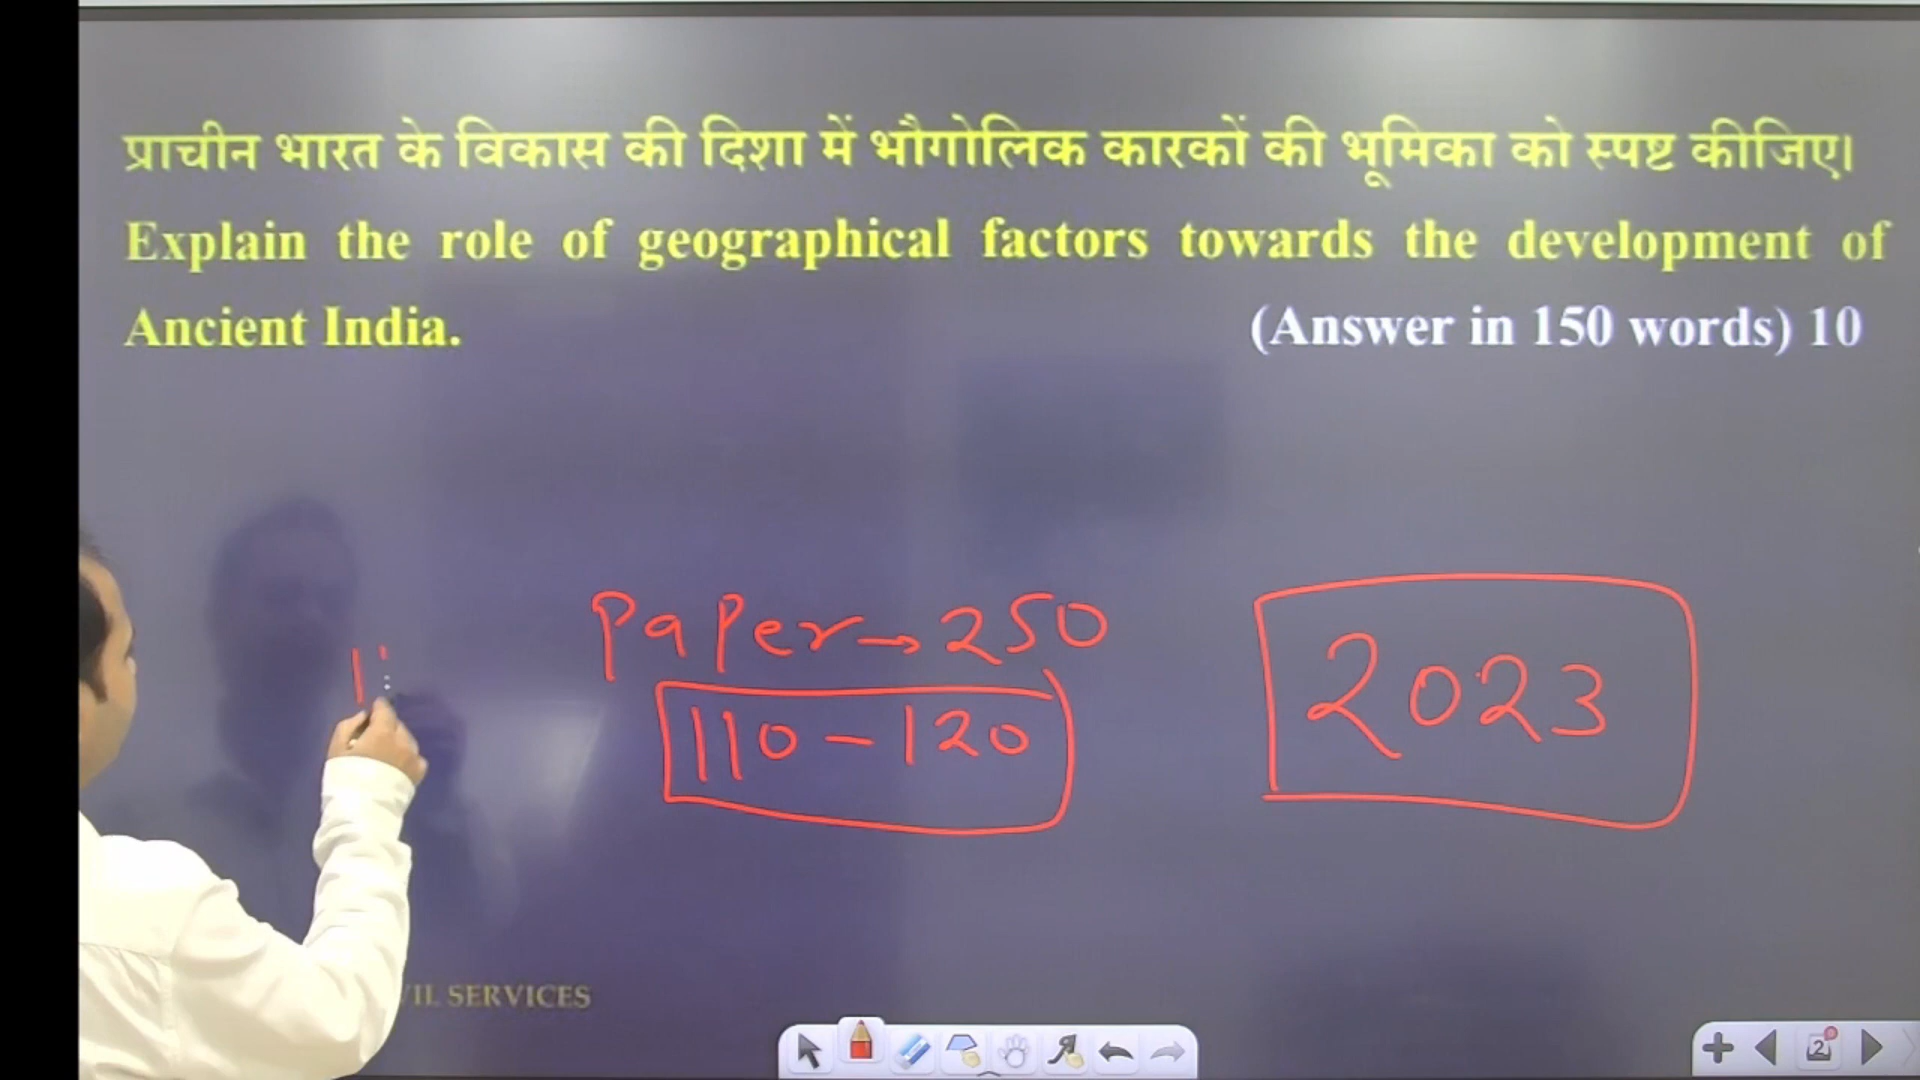 प्राचीन भारत के विकास की दिशा में भौगोलिक कारकों की भूमिका को स्पष्ट कीजिए।
Explain the role of geographical factors towards the development of
Ancient India. (Answer in 150 words) 10
Paper→250
110-120
2023
SERVICES
2